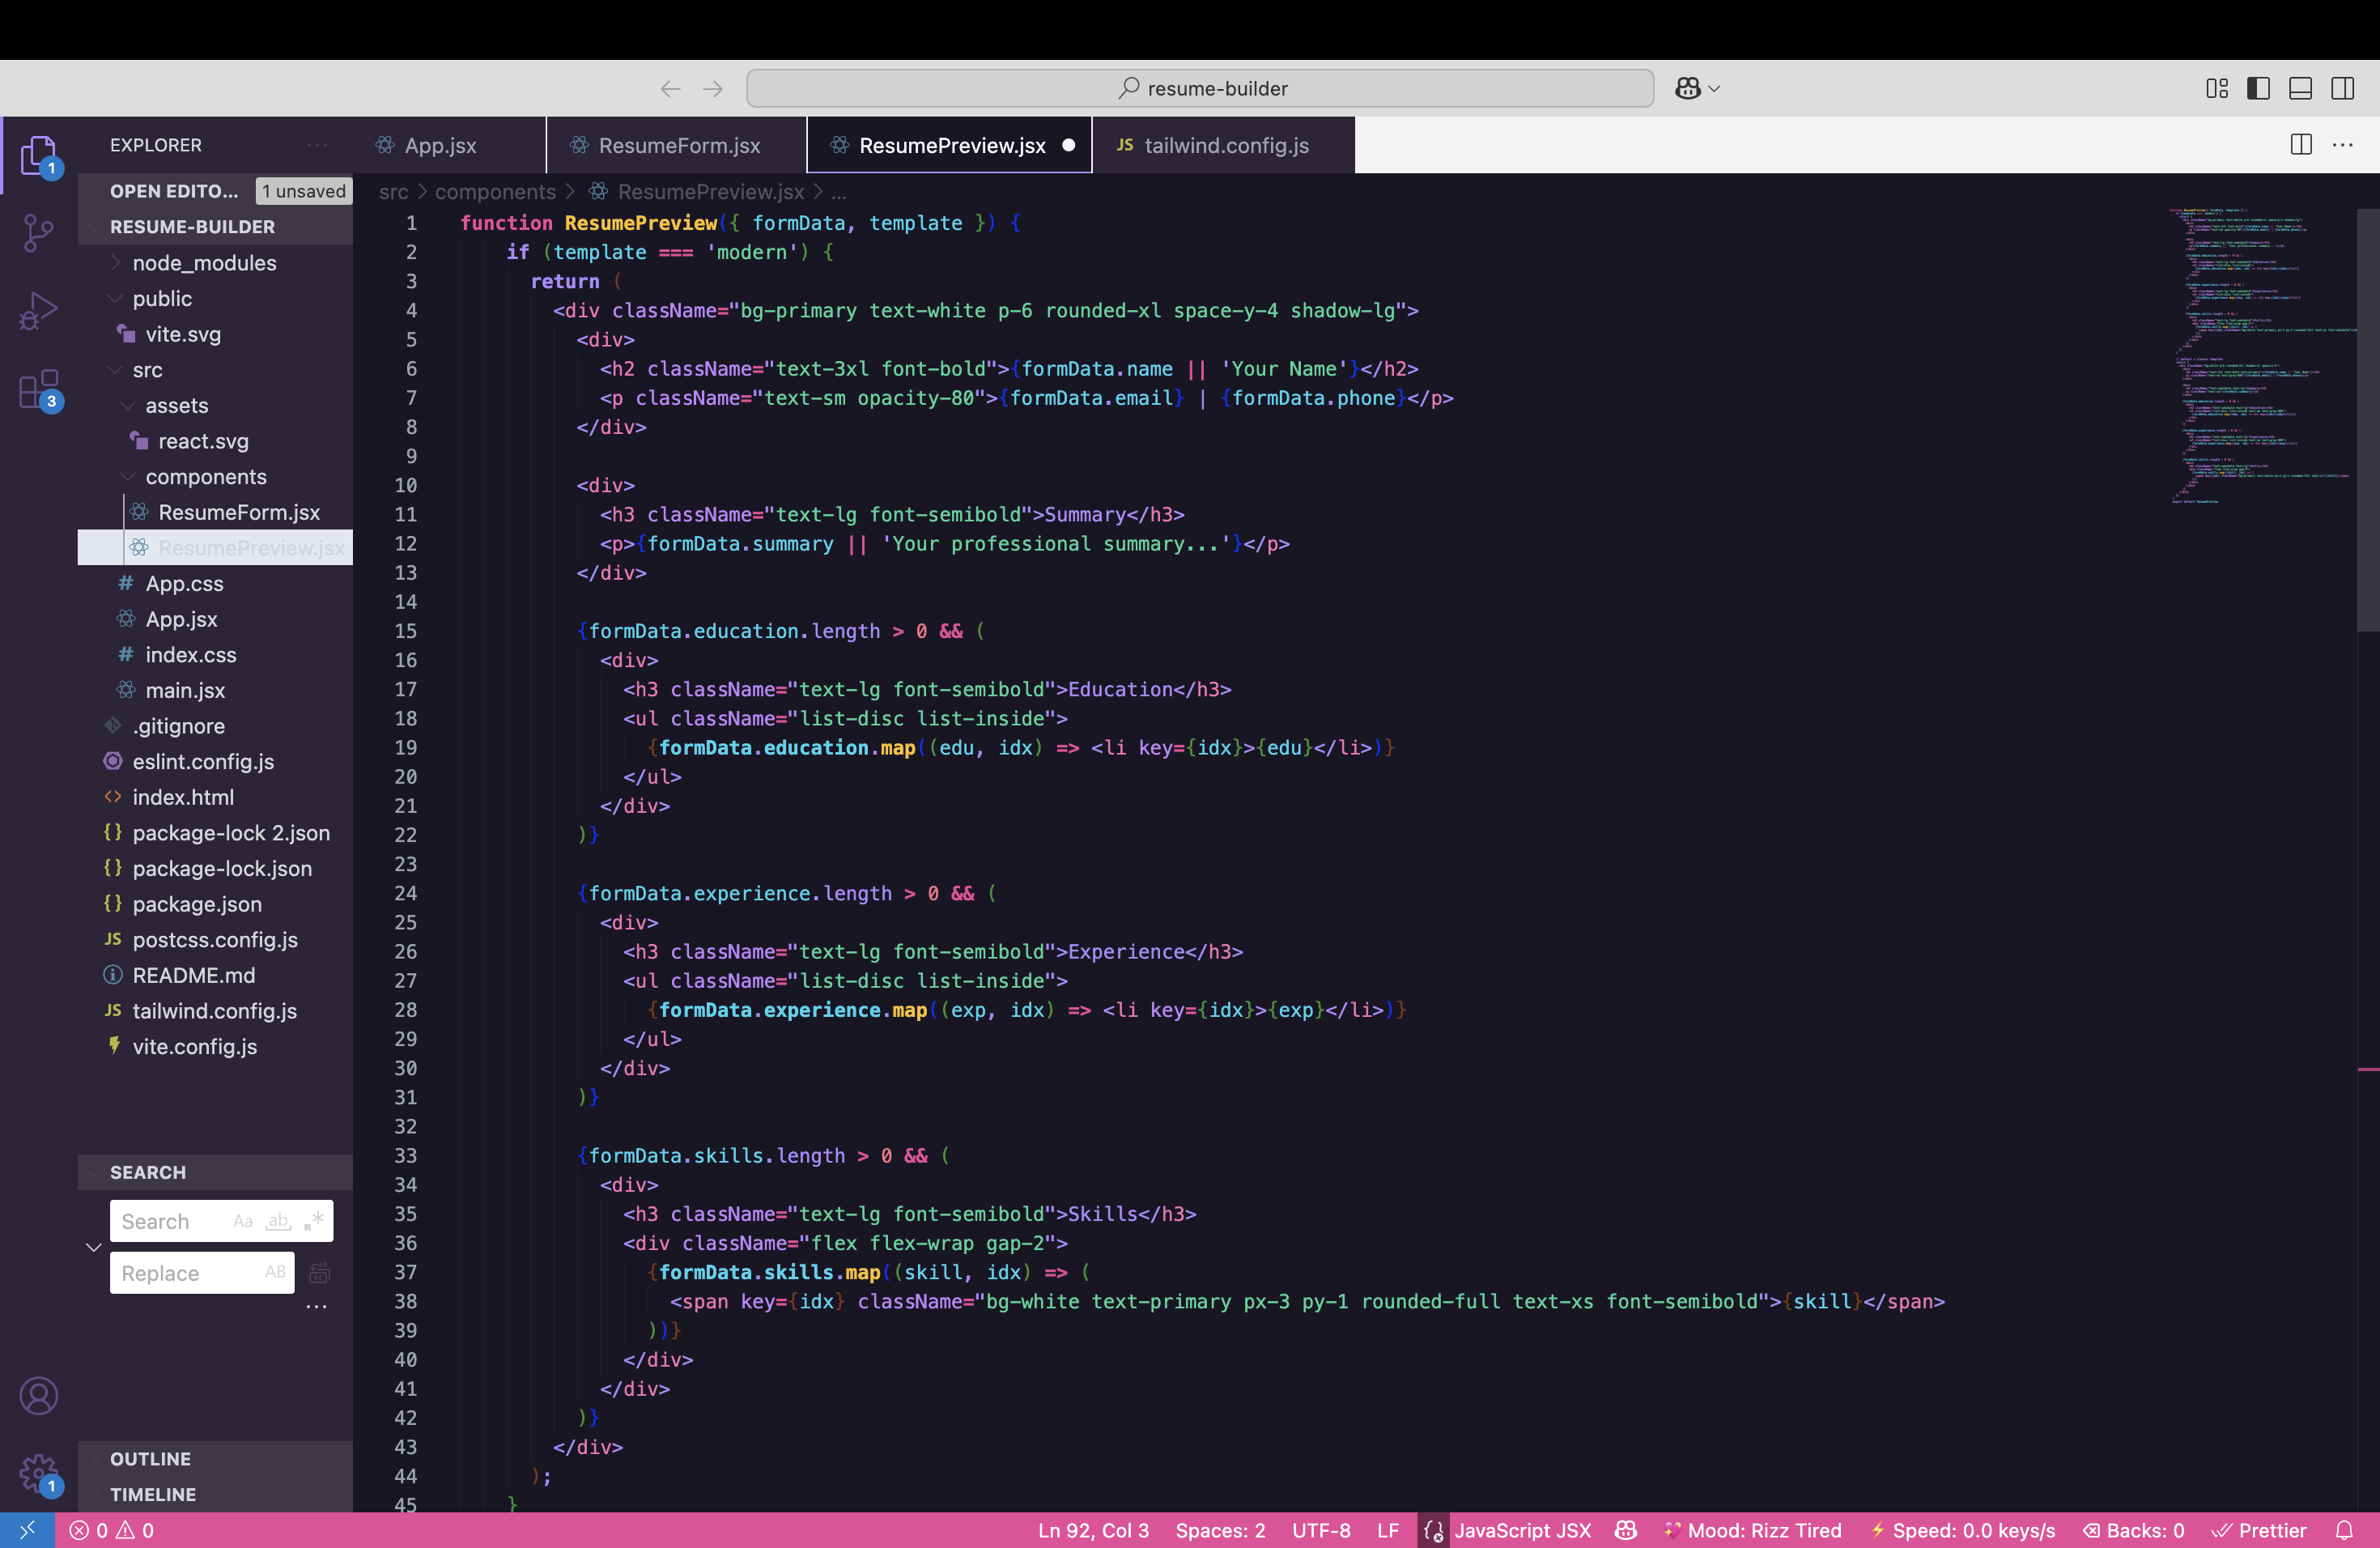 resume-builder
EXPLORER
OPEN EDITO... 1 unsaved
RESUME-BUILDER
node_modules
public
vite.svg
src
assets
react.svg
components
ResumeForm.jsx
ResumePreview.jsx
App.css
App.jsx
index.css
main.jsx
.gitignore
eslint.config.js
index.html
package-lock 2.json
package-lock.json
package.json
postcss.config.js
README.md
tailwind.config.js
vite.config.js
SEARCH
Search
Replace
OUTLINE
TIMELINE
App.jsx ResumeForm.jsx ResumePreview.jsx JS tailwind.config.js
src > components > ResumePreview.jsx > ...
1 function ResumePreview({ formData, template }) {
2 if (template === 'modern') {
3 return (
4 <div className="bg-primary text-white p-6 rounded-xl space-y-4 shadow-lg">
5 <div>
6 <h2 className="text-3xl font-bold">{formData.name || 'Your Name'}</h2>
7 <p className="text-sm opacity-80">{formData.email} | {formData.phone}</p>
8 </div>
9
10 <div>
11 <h3 className="text-lg font-semibold">Summary</h3>
12 <p>{formData.summary || 'Your professional summary...'}</p>
13 </div>
14
15 {formData.education.length > 0 && (
16 <div>
17 <h3 className="text-lg font-semibold">Education</h3>
18 <ul className="list-disc list-inside">
19 {formData.education.map((edu, idx) => <li key={idx}>{edu}</li>)}
20 </ul>
21 </div>
22 )}
23
24 {formData.experience.length > 0 && (
25 <div>
26 <h3 className="text-lg font-semibold">Experience</h3>
27 <ul className="list-disc list-inside">
28 {formData.experience.map((exp, idx) => <li key={idx}>{exp}</li>)}
29 </ul>
30 </div>
31 )}
32
33 {formData.skills.length > 0 && (
34 <div>
35 <h3 className="text-lg font-semibold">Skills</h3>
36 <div className="flex flex-wrap gap-2">
37 {formData.skills.map((skill, idx) => (
38 <span key={idx} className="bg-white text-primary px-3 py-1 rounded-full text-xs font-semibold">{skill}</span>
39 ))}
40 </div>
41 </div>
42 )}
43 </div>
44 );
45 }
0 0 Ln 92, Col 3 Spaces: 2 UTF-8 LF JavaScript JSX Mood: Rizz Tired Speed: 0.0 keys/s Backs: 0 Prettier